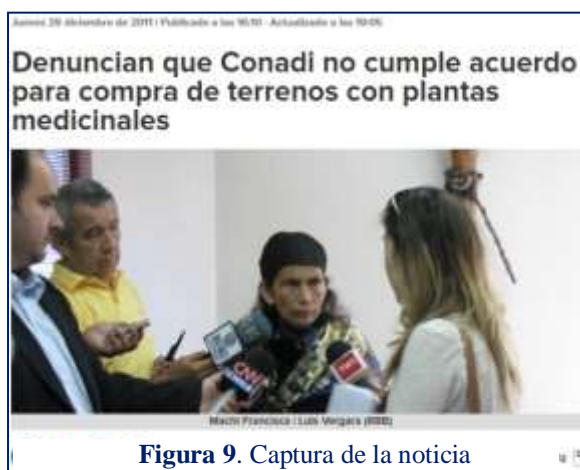 Jueves 29 diciembre de 2011 | Publicado a las 16:10 · Actualizado a las 19:05
Denuncian que Conadi no cumple acuerdo
para compra de terrenos con plantas
medicinales
CNN
Machi Francisca | Luis Vergara (RBB)
Figura 9. Captura de la noticia